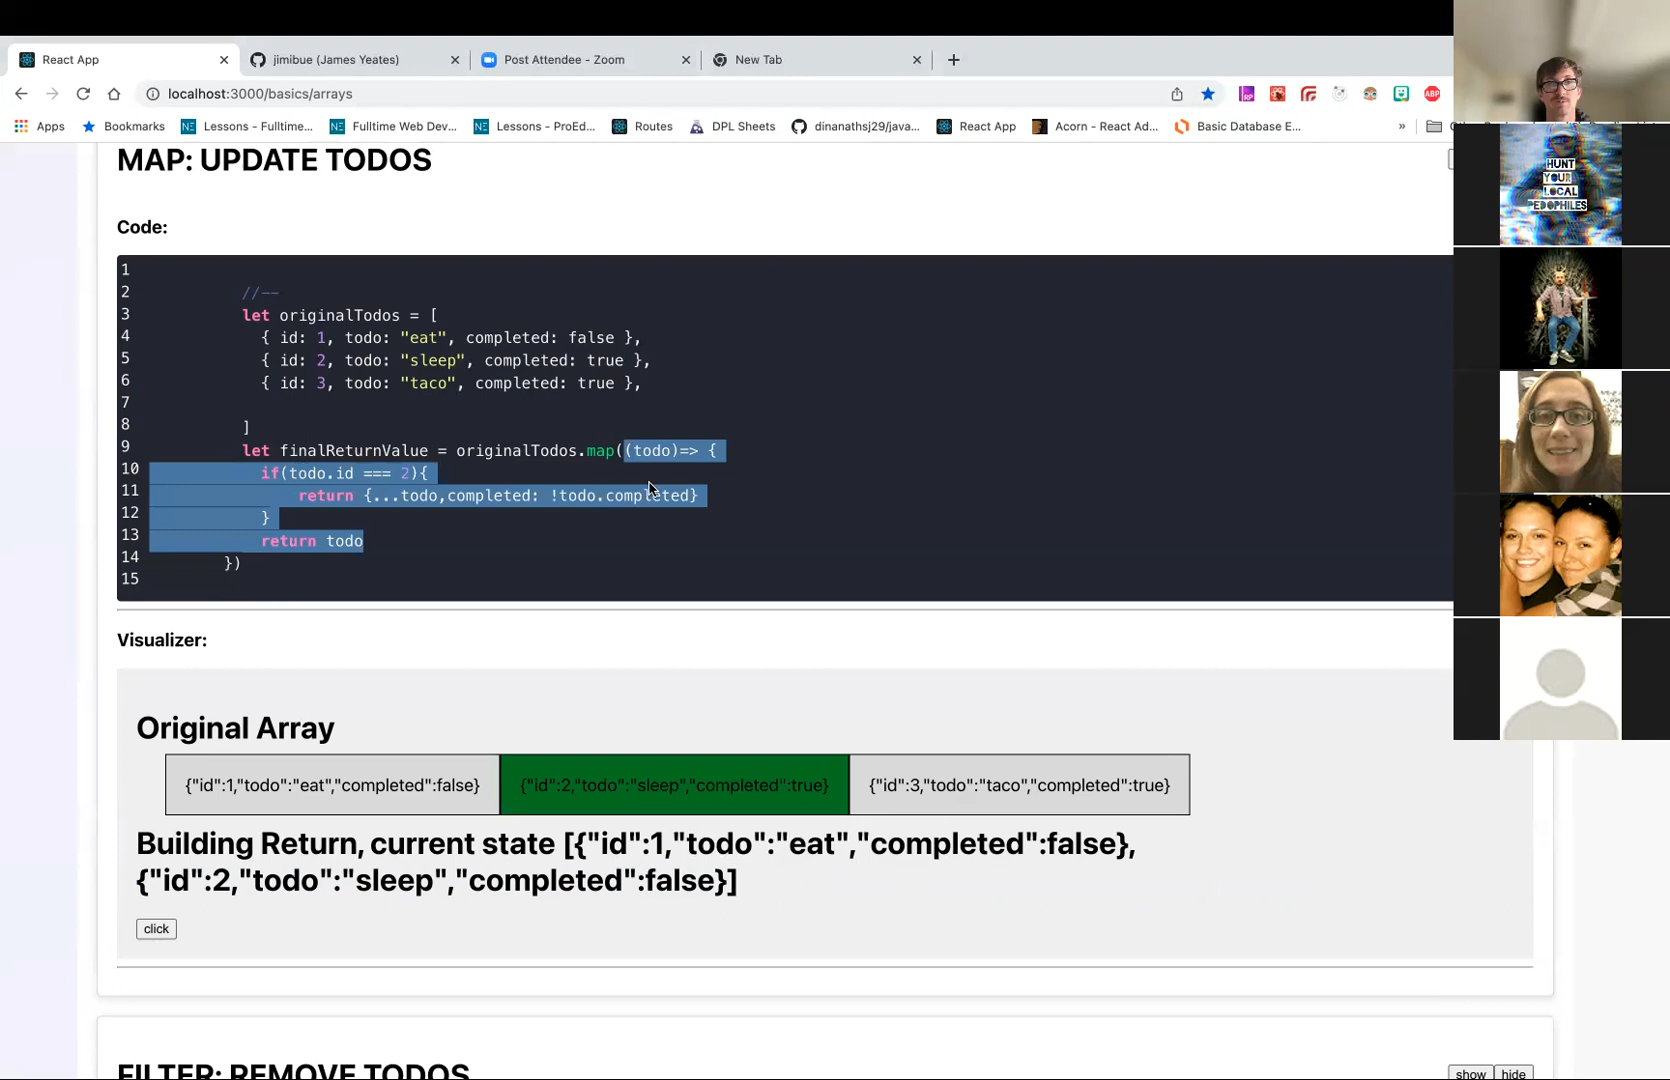 React App
jimibue (James Yeates)
Post Attendee - Zoom
New Tab
localhost:3000/basics/arrays
RP
ABP
Apps
Bookmarks
Lessons - Fulltime...
Fulltime Web Dev...
Lessons - ProEd...
Routes
DPL Sheets
dinanathsj29/java...
React App
Acorn - React Ad...
Basic Database E...
»
MAP: UPDATE TODOS
Code:
1
2 //--
3 let originalTodos = [
4 { id: 1, todo: "eat", completed: false },
5 { id: 2, todo: "sleep", completed: true },
6 { id: 3, todo: "taco", completed: true },
7
8 ]
9 let finalReturnValue = originalTodos.map((todo)=> {
10 if(todo.id === 2){
11 return {...todo,completed: !todo.completed}
12 }
13 return todo
14 })
15
Visualizer:
Original Array
{"id":1,"todo":"eat","completed":false}
{"id":2,"todo":"sleep","completed":true}
{"id":3,"todo":"taco","completed":true}
Building Return, current state [{"id":1,"todo":"eat","completed":false},
{"id":2,"todo":"sleep","completed":false}]
click
FILTER: REMOVE TODOS
show
hide
HUNT
YOUR
LOCAL
PEDOPHILES